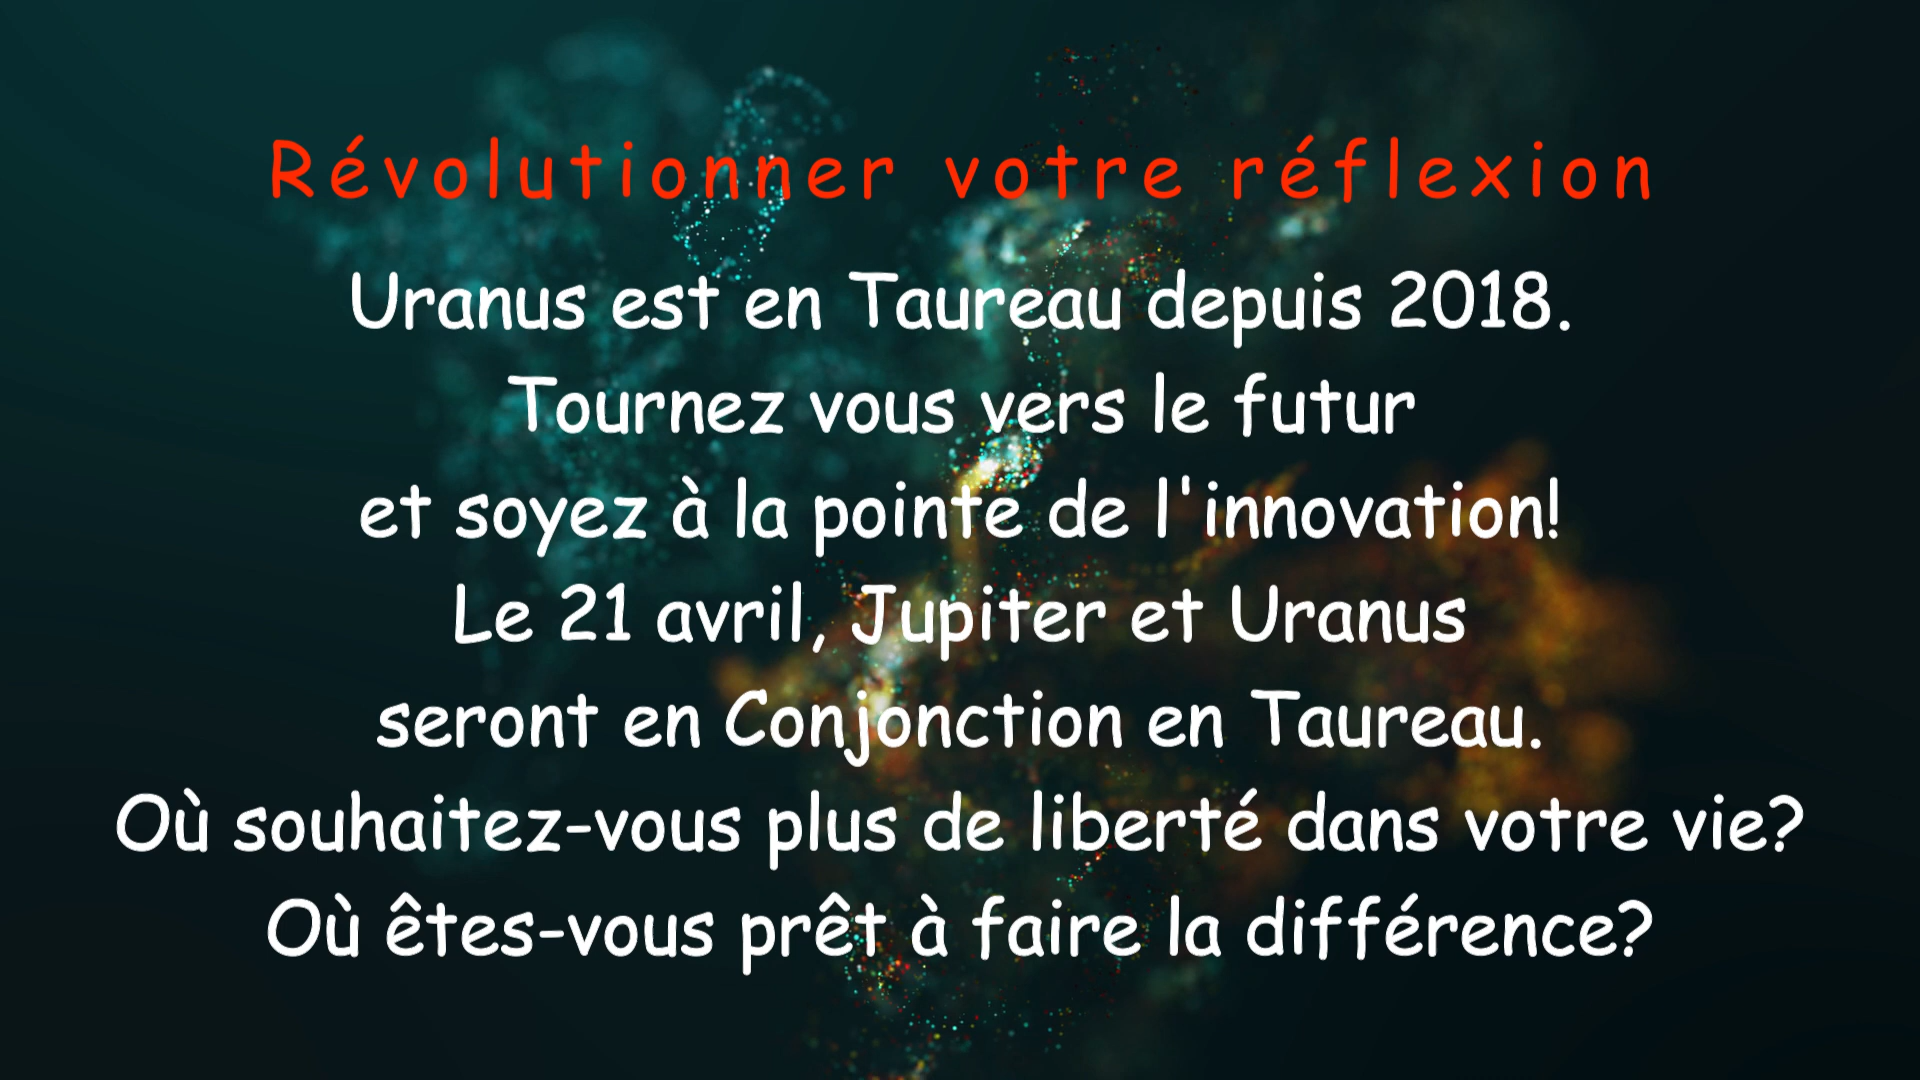 Révolutionner votre réflexion
Uranus est en Taureau depuis 2018.
Tournez vous vers le futur
et soyez à la pointe de l'innovation!
Le 21 avril, Jupiter et Uranus
seront en Conjonction en Taureau.
Où souhaitez-vous plus de liberté dans votre vie?
Où êtes-vous prêt à faire la différence?